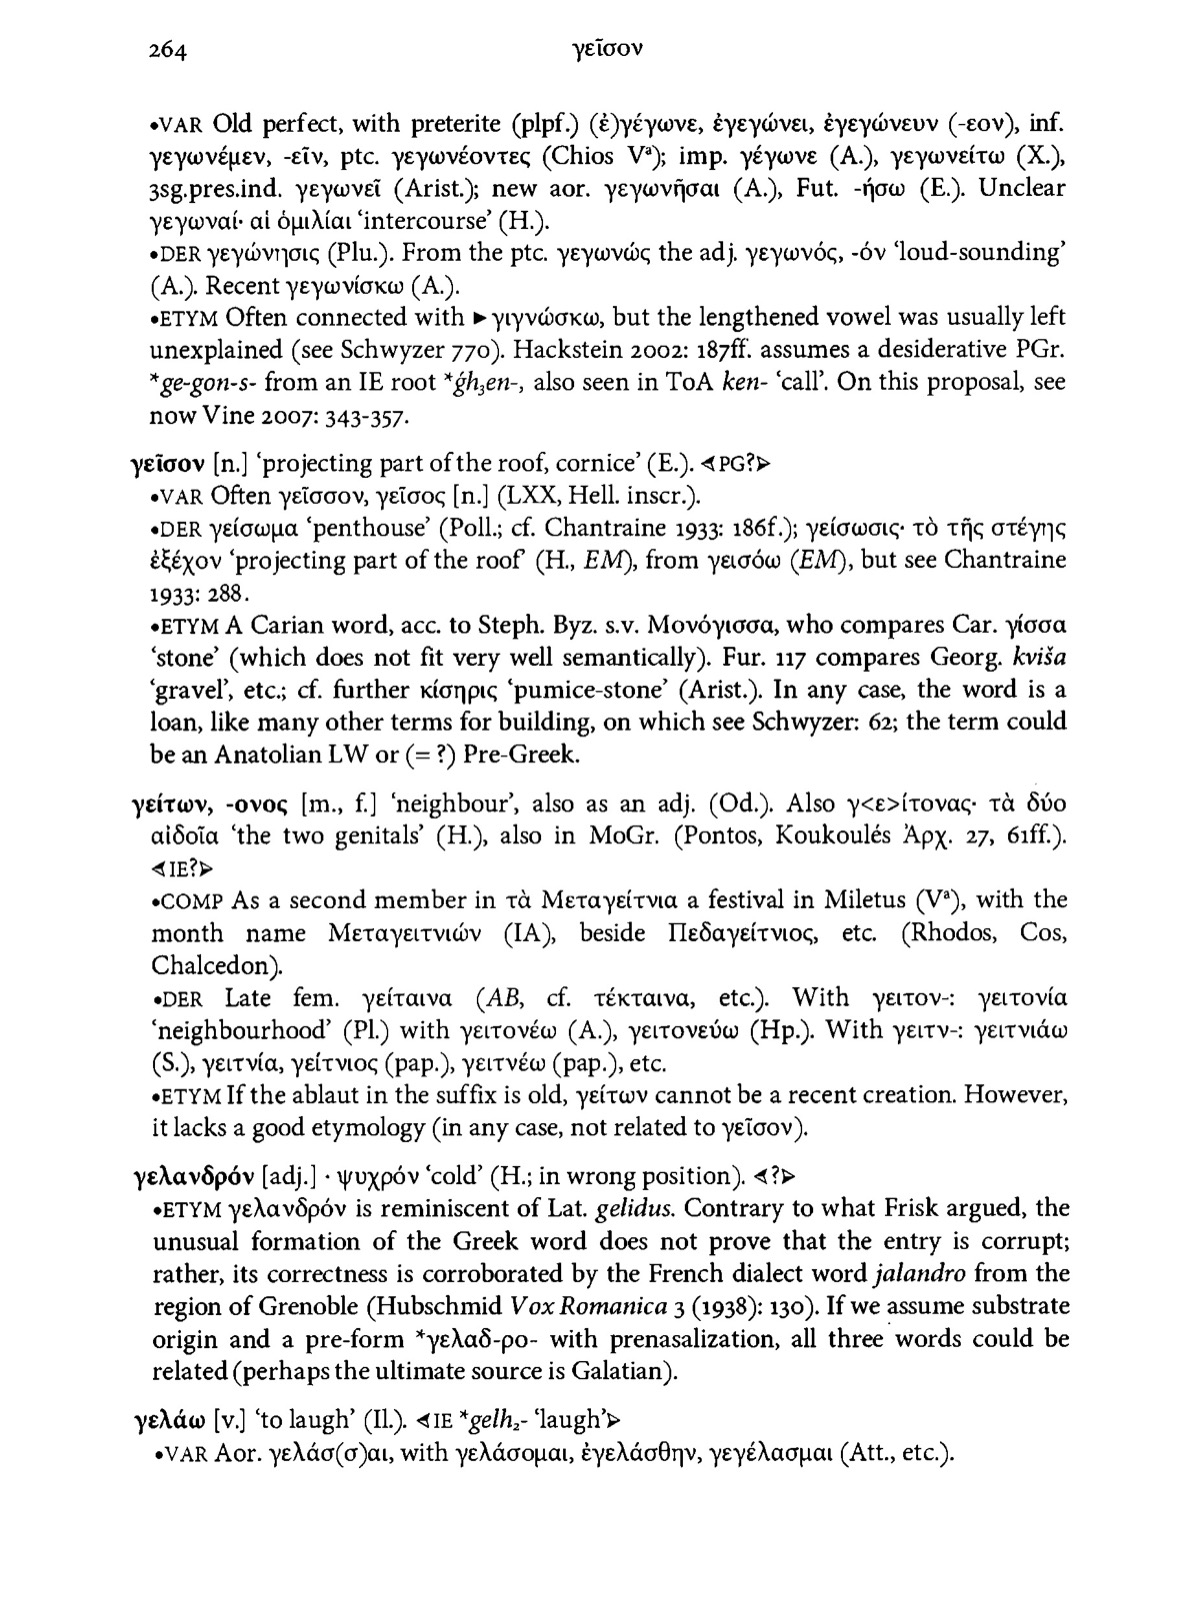 264 γεῖσον
•VAR Old perfect, with preterite (plpf.) (ἐ)γέγωνε, ἐγεγώνει, ἐγεγώνευν (-εον), inf.
γεγωνέμεν, -εῖν, ptc. γεγωνέοντες (Chios Vᵃ); imp. γέγωνε (A.), γεγωνείτω (X.),
3sg.pres.ind. γεγωνεῖ (Arist.); new aor. γεγωνῆσαι (A.), Fut. -ήσω (E.). Unclear
γεγωναί· αἱ ὁμιλίαι ‘intercourse’ (H.).
•DER γεγώνησις (Plu.). From the ptc. γεγωνώς the adj. γεγωνός, -όν ‘loud-sounding’
(A.). Recent γεγωνίσκω (A.).
•ETYM Often connected with ►γιγνώσκω, but the lengthened vowel was usually left
unexplained (see Schwyzer 770). Hackstein 2002: 187ff. assumes a desiderative PGr.
*ge-gon-s- from an IE root *ǵh₃en-, also seen in ToA ken- ‘call’. On this proposal, see
now Vine 2007: 343-357.
γεῖσον [n.] ‘projecting part of the roof, cornice’ (E.). ⊲PG?⊳
•VAR Often γεῖσσον, γεῖσος [n.] (LXX, Hell. inscr.).
•DER γείσωμα ‘penthouse’ (Poll.; cf. Chantraine 1933: 186f.); γείσωσις· τὸ τῆς στέγης
ἐξέχον ‘projecting part of the roof’ (H., EM), from γεισόω (EM), but see Chantraine
1933: 288.
•ETYM A Carian word, acc. to Steph. Byz. s.v. Μονόγισσα, who compares Car. γίσσα
‘stone’ (which does not fit very well semantically). Fur. 117 compares Georg. kviša
‘gravel’, etc.; cf. further κίσηρις ‘pumice-stone’ (Arist.). In any case, the word is a
loan, like many other terms for building, on which see Schwyzer: 62; the term could
be an Anatolian LW or (= ?) Pre-Greek.
γείτων, -ονος [m., f.] ‘neighbour’, also as an adj. (Od.). Also γ<ε>ίτονας· τὰ δύο
αἰδοῖα ‘the two genitals’ (H.), also in MoGr. (Pontos, Koukoulés Ἀρχ. 27, 61ff.).
⊲IE?⊳
•COMP As a second member in τὰ Μεταγείτνια a festival in Miletus (Vᵃ), with the
month name Μεταγειτνιών (IA), beside Πεδαγείτνιος, etc. (Rhodos, Cos,
Chalcedon).
•DER Late fem. γείταινα (AB, cf. τέκταινα, etc.). With γειτον-: γειτονία
‘neighbourhood’ (Pl.) with γειτονέω (A.), γειτονεύω (Hp.). With γειτν-: γειτνιάω
(S.), γειτνία, γείτνιος (pap.), γειτνέω (pap.), etc.
•ETYM If the ablaut in the suffix is old, γείτων cannot be a recent creation. However,
it lacks a good etymology (in any case, not related to γεῖσον).
γελανδρόν [adj.] · ψυχρόν ‘cold’ (H.; in wrong position). ⊲?⊳
•ETYM γελανδρόν is reminiscent of Lat. gelidus. Contrary to what Frisk argued, the
unusual formation of the Greek word does not prove that the entry is corrupt;
rather, its correctness is corroborated by the French dialect word jalandro from the
region of Grenoble (Hubschmid Vox Romanica 3 (1938): 130). If we assume substrate
origin and a pre-form *γελαδ-ρο- with prenasalization, all three words could be
related (perhaps the ultimate source is Galatian).
γελάω [v.] ‘to laugh’ (Il.). ⊲IE *gelh₂- ‘laugh’⊳
•VAR Aor. γελάσ(σ)αι, with γελάσομαι, ἐγελάσθην, γεγέλασμαι (Att., etc.).